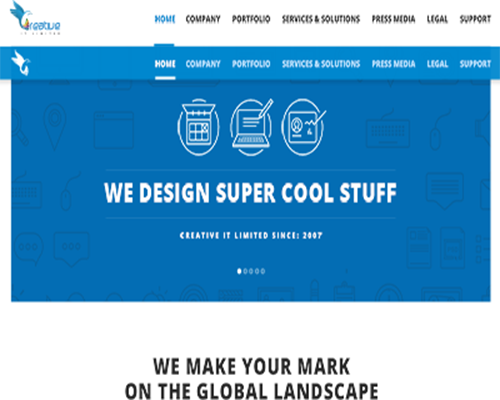 Creative
IT LIMITED
HOME COMPANY PORTFOLIO SERVICES & SOLUTIONS PRESS MEDIA LEGAL SUPPORT
HOME COMPANY PORTFOLIO SERVICES & SOLUTIONS PRESS MEDIA LEGAL SUPPORT
WE DESIGN SUPER COOL STUFF
CREATIVE IT LIMITED SINCE: 2007
WE MAKE YOUR MARK
ON THE GLOBAL LANDSCAPE